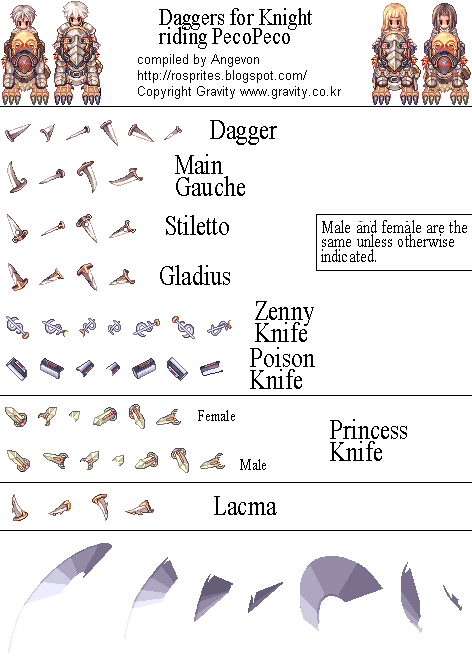 Daggers for Knight
riding PecoPeco
compiled by Angevon
http://rosprites.blogspot.com/
Copyright Gravity www.gravity.co.kr
Dagger
Main
Gauche
Stiletto
Male and female are the
same unless otherwise
indicated.
Gladius
Zenny
Knife
Poison
Knife
Female
Princess
Knife
Male
Lacma